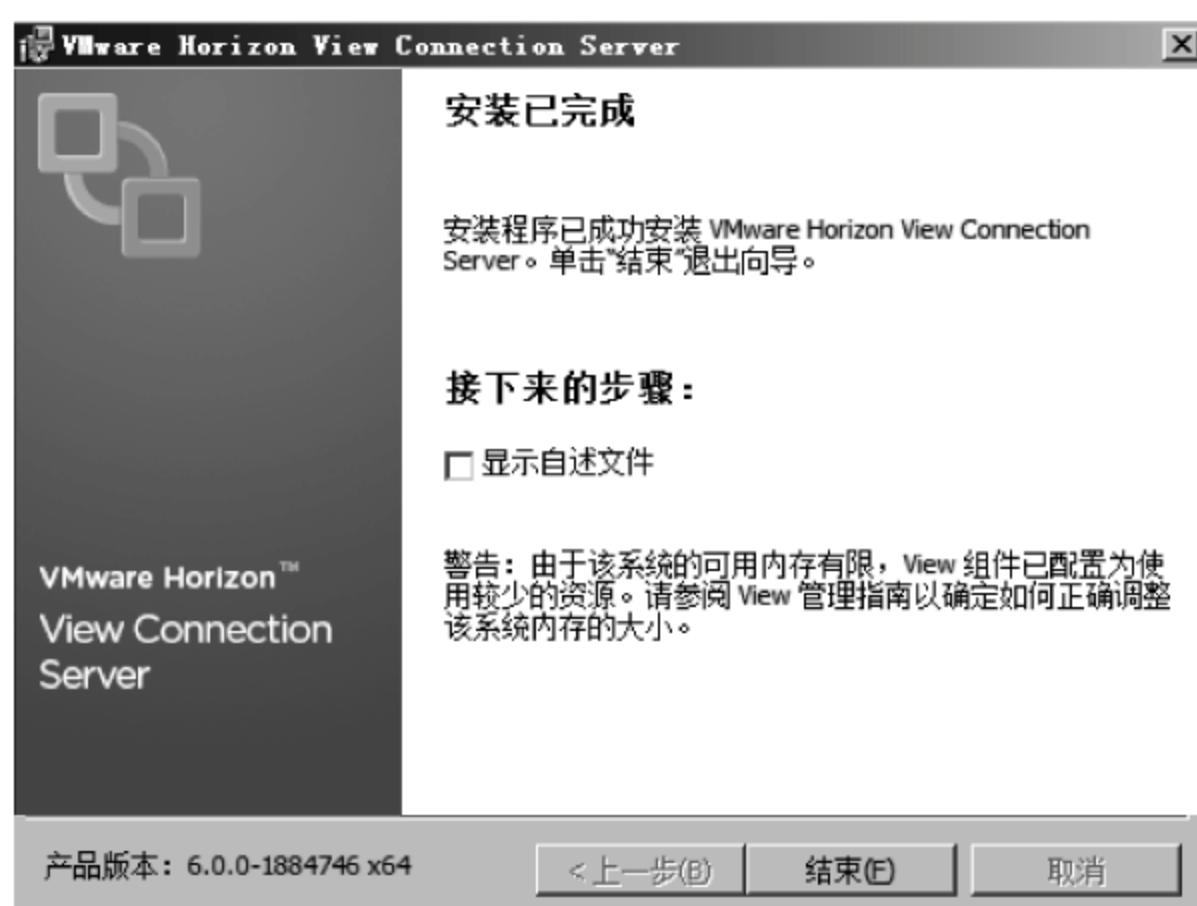 VMware Horizon View Connection Server
安装已完成
安装程序已成功安装 VMware Horizon View Connection
Server。单击"结束"退出向导。
接下来的步骤：
显示自述文件
警告：由于该系统的可用内存有限，View 组件已配置为使
用较少的资源。请参阅 View 管理指南以确定如何正确调整
该系统内存的大小。
VMware Horizon™
View Connection
Server
产品版本：6.0.0-1884746 x64
<上一步(B)
结束(F)
取消